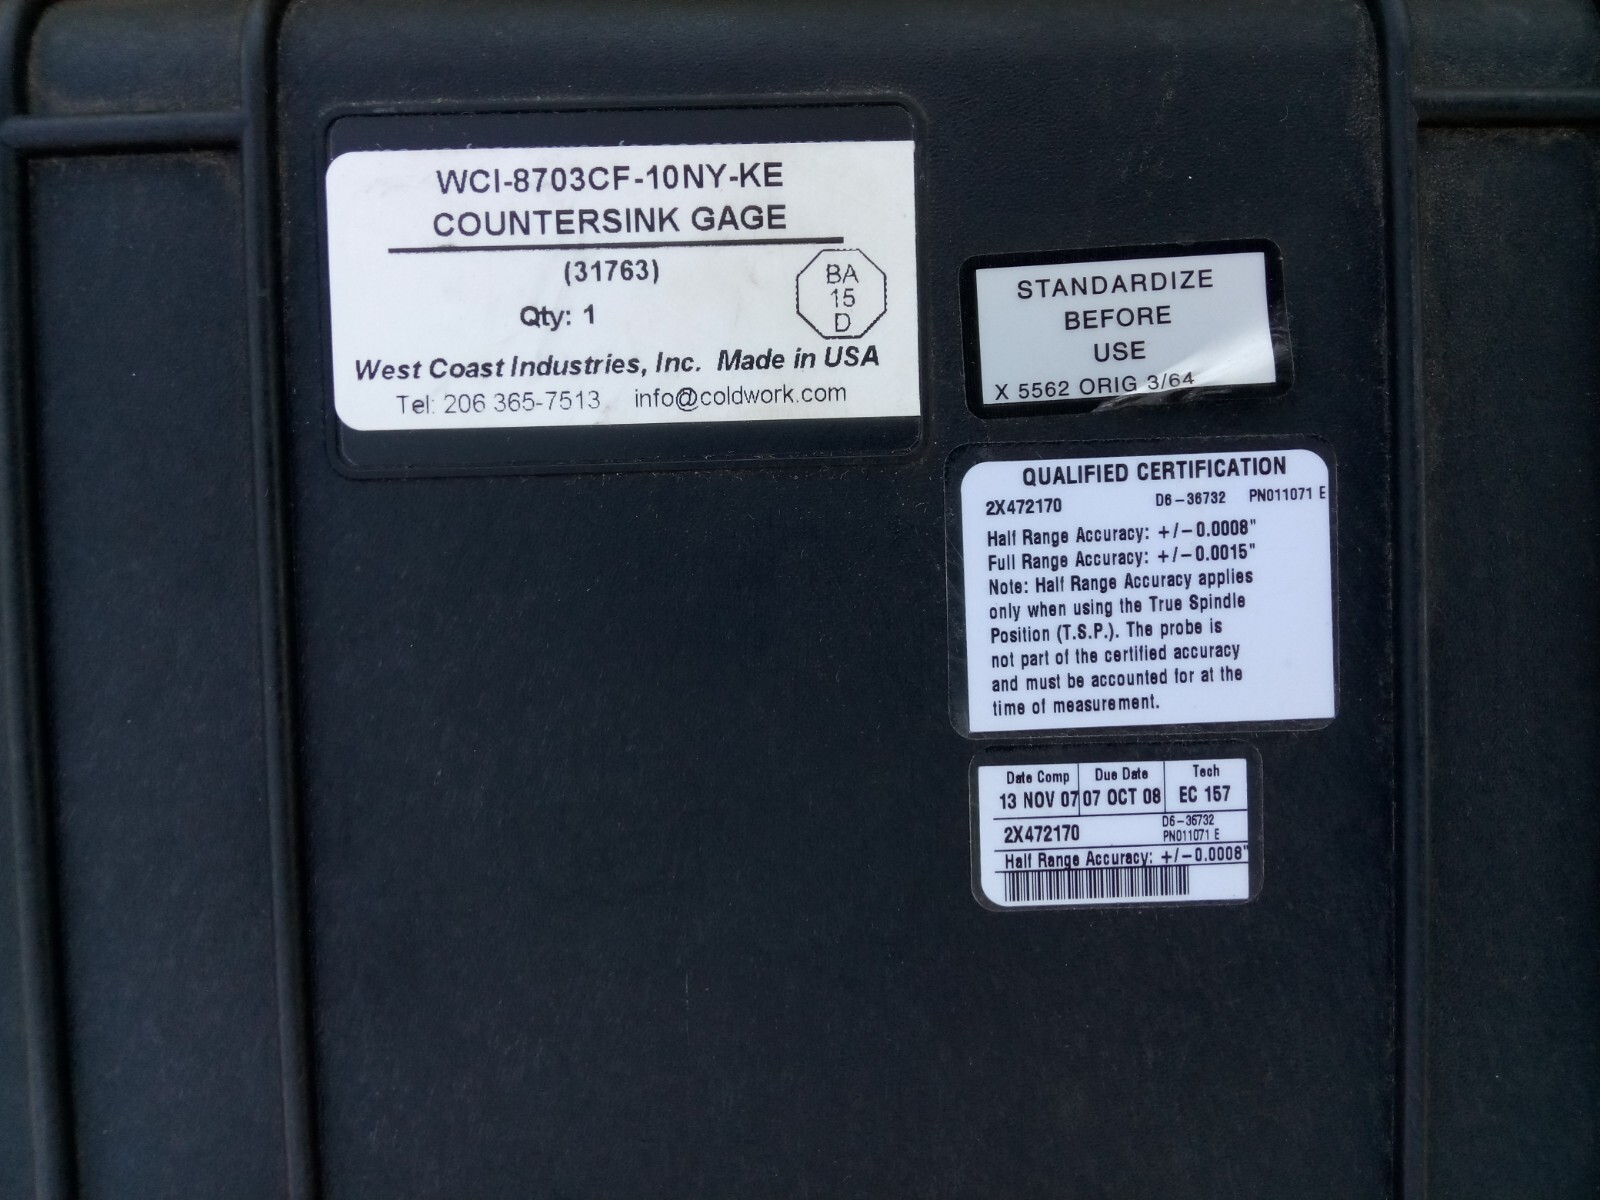 WCI-8703CF-10NY-KE
COUNTERSINK GAGE
(31763)
Qty: 1
BA
15
D
West Coast Industries, Inc. Made in USA
Tel: 206 365-7513 info@coldwork.com
STANDARDIZE
BEFORE
USE
X 5562 ORIG 3/64
QUALIFIED CERTIFICATION
2X472170 D6-36732 PN011071 E
Half Range Accuracy: +/-0.0008"
Full Range Accuracy: +/-0.0015"
Note: Half Range Accuracy applies
only when using the True Spindle
Position (T.S.P.). The probe is
not part of the certified accuracy
and must be accounted for at the
time of measurement.
Date Comp Due Date Tech
13 NOV 07 07 OCT 08 EC 157
2X472170 D6-36732
PN011071 E
Half Range Accuracy: +/-0.0008"